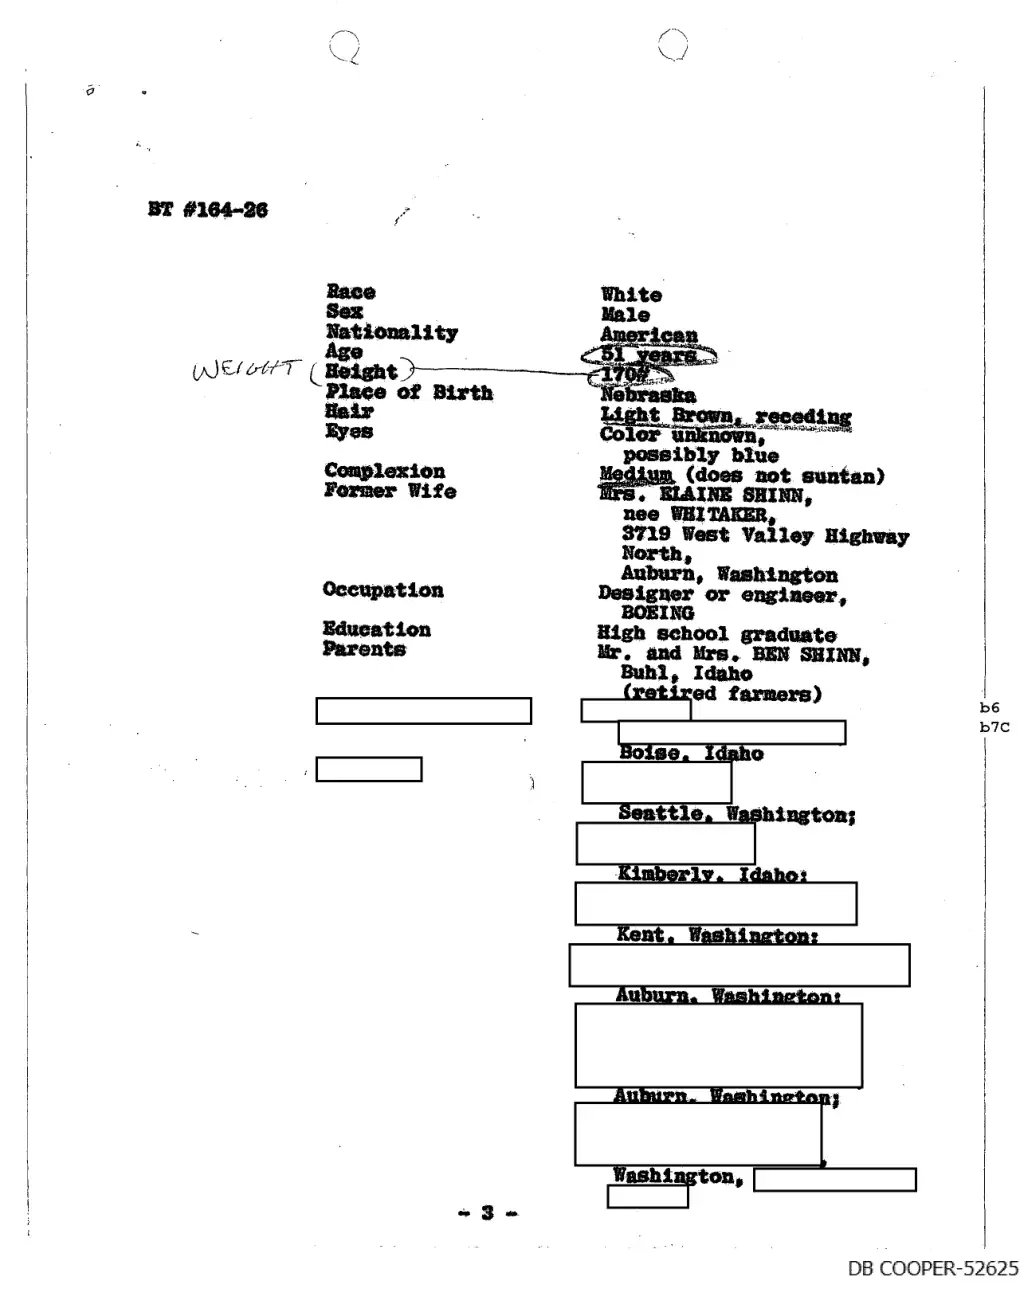 BT #164-26
Race White
Sex Male
Nationality American
Age 51 years
WEIGHT (Height) 170#
Place of Birth Nebraska
Hair Light Brown, receding
Eyes Color unknown,
possibly blue
Complexion Medium (does not suntan)
Former Wife Mrs. ELAINE SHINN,
nee WHITAKER,
3719 West Valley Highway
North,
Auburn, Washington
Occupation Designer or engineer,
BOEING
Education High school graduate
Parents Mr. and Mrs. BEN SHINN,
Buhl, Idaho
(retired farmers)
b6
b7C
Boise, Idaho
Seattle, Washington;
Kimberly, Idaho;
Kent, Washington;
Auburn, Washington;
Auburn, Washington;
Washington,
- 3 -
DB COOPER-52625